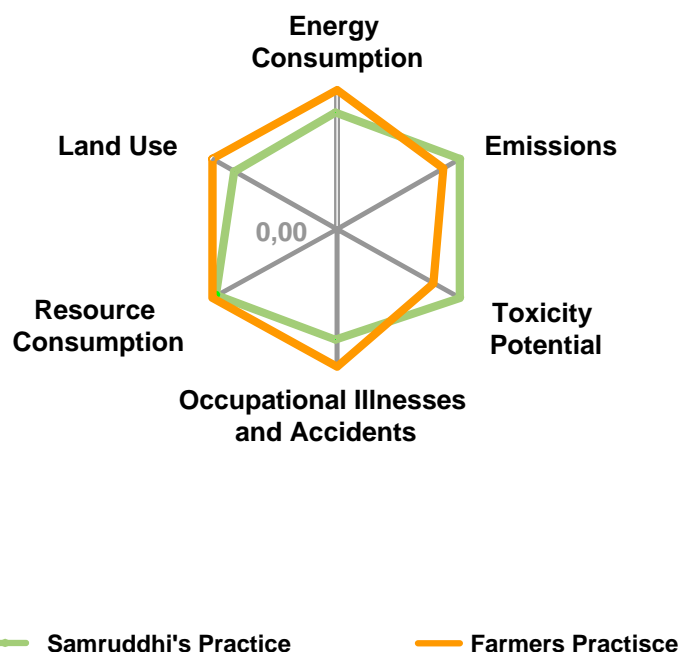 Energy
Consumption
Land Use
Emissions
0,00
Resource
Consumption
Toxicity
Potential
Occupational Illnesses
and Accidents
Samruddhi's Practice
Farmers Practisce